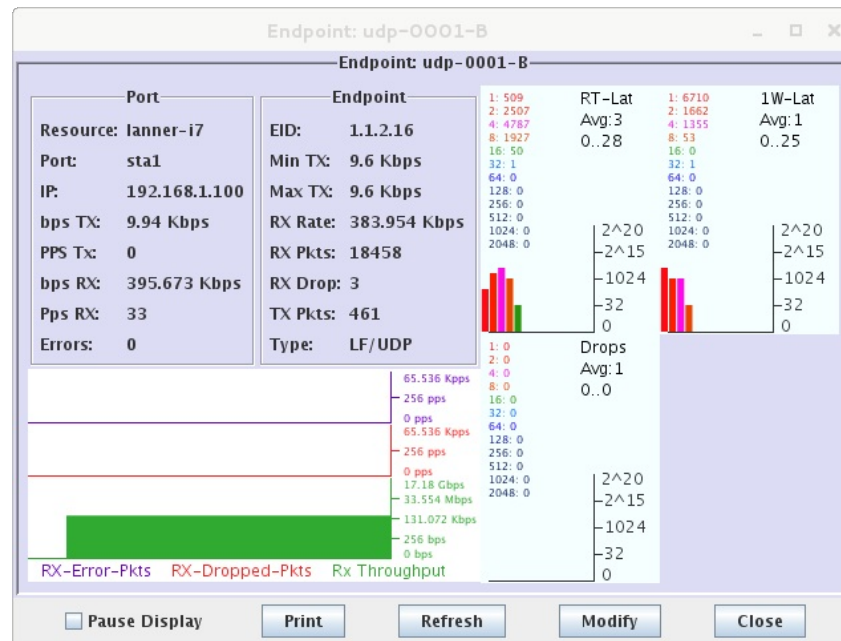 Endpoint: udp-0001-B
Endpoint: udp-0001-B
Port
Resource: lanner-i7
Port: sta1
IP: 192.168.1.100
bps TX: 9.94 Kbps
PPS Tx: 0
bps RX: 395.673 Kbps
Pps RX: 33
Errors: 0
Endpoint
EID: 1.1.2.16
Min TX: 9.6 Kbps
Max TX: 9.6 Kbps
RX Rate: 383.954 Kbps
RX Pkts: 18458
RX Drop: 3
TX Pkts: 461
Type: LF/UDP
1: 509
2: 2507
4: 4787
8: 1927
16: 50
32: 1
64: 0
128: 0
256: 0
512: 0
1024: 0
2048: 0
RT-Lat
Avg:3
0..28
2^20
2^15
1024
32
0
1: 6710
2: 1662
4: 1355
8: 53
16: 0
32: 1
64: 0
128: 0
256: 0
512: 0
1024: 0
2048: 0
1W-Lat
Avg:1
0..25
2^20
2^15
1024
32
0
65.536 Kpps
256 pps
0 pps
65.536 Kpps
256 pps
0 pps
17.18 Gbps
33.554 Mbps
131.072 Kbps
256 bps
0 bps
RX-Error-Pkts RX-Dropped-Pkts Rx Throughput
1: 0
2: 0
4: 0
8: 0
16: 0
32: 0
64: 0
128: 0
256: 0
512: 0
1024: 0
2048: 0
Drops
Avg:1
0..0
2^20
2^15
1024
32
0
Pause Display Print Refresh Modify Close